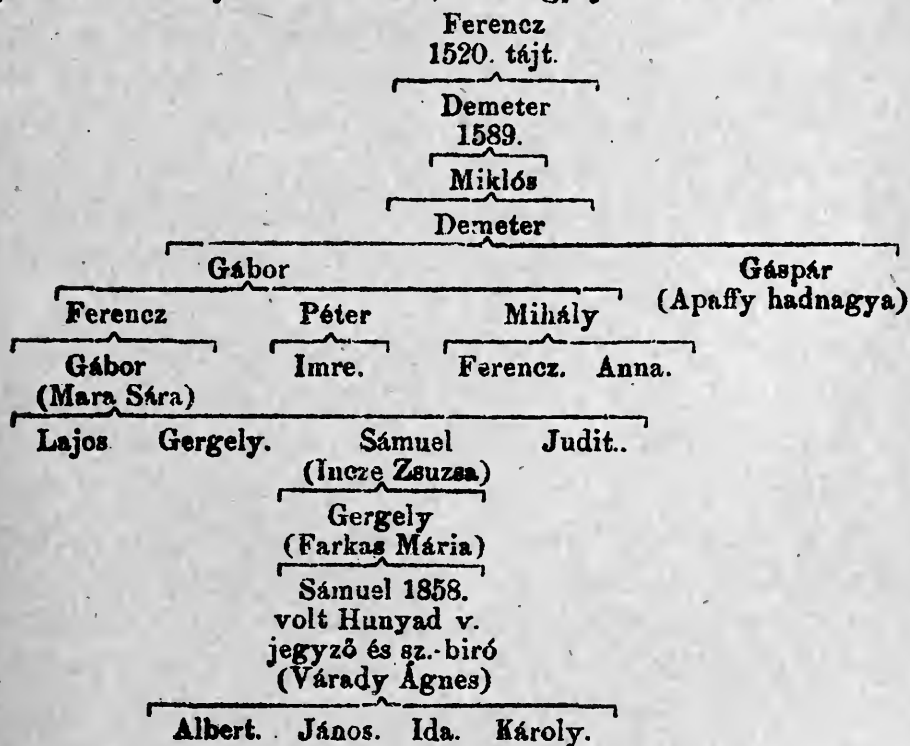 Ferencz
1520. tájt.
Demeter
1589.
Miklós
Demeter
Gábor Gáspár
(Apaffy hadnagya)
Ferencz Péter Mihály
Gábor Imre. Ferencz. Anna.
(Mara Sára)
Lajos Gergely. Sámuel Judit..
(Incze Zsuzsa)
Gergely
(Farkas Mária)
Sámuel 1858.
volt Hunyad v.
jegyző és sz.-biró
(Várady Ágnes)
Albert. János. Ida. Károly.